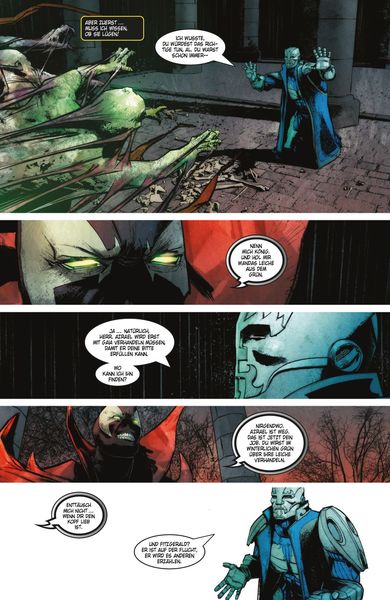 ABER ZUERST ...
MUSS ICH WISSEN,
OB SIE LÜGEN!
ICH WUSSTE,
DU WÜRDEST DAS RICH-
TIGE TUN, AL. DU WARST
SCHON IMMER--
NENN
MICH KÖNIG.
UND HOL MIR
WANDAS LEICHE
AUS DEM
GRÜN.
JA ... NATÜRLICH,
HERR. AZRAEL WIRD ERST
MIT GAIA VERHANDELN MÜSSEN,
DAMIT ER DEINE BITTE
ERFÜLLEN KANN.
WO
KANN ICH IHN
FINDEN?
NIRGENDWO.
AZRAEL IST WEG.
DAS IST JETZT DEIN
JOB. DU WIRST IM
WINTERLICHEN GRÜN
ÜBER IHRE LEICHE
VERHANDELN.
ENTTÄUSCH
MICH NICHT ...
WENN DIR DEIN
KOPF LIEB
IST.
UND FITZGERALD?
ER IST AUF DER FLUCHT.
ER WIRD ES ANDEREN
ERZÄHLEN.